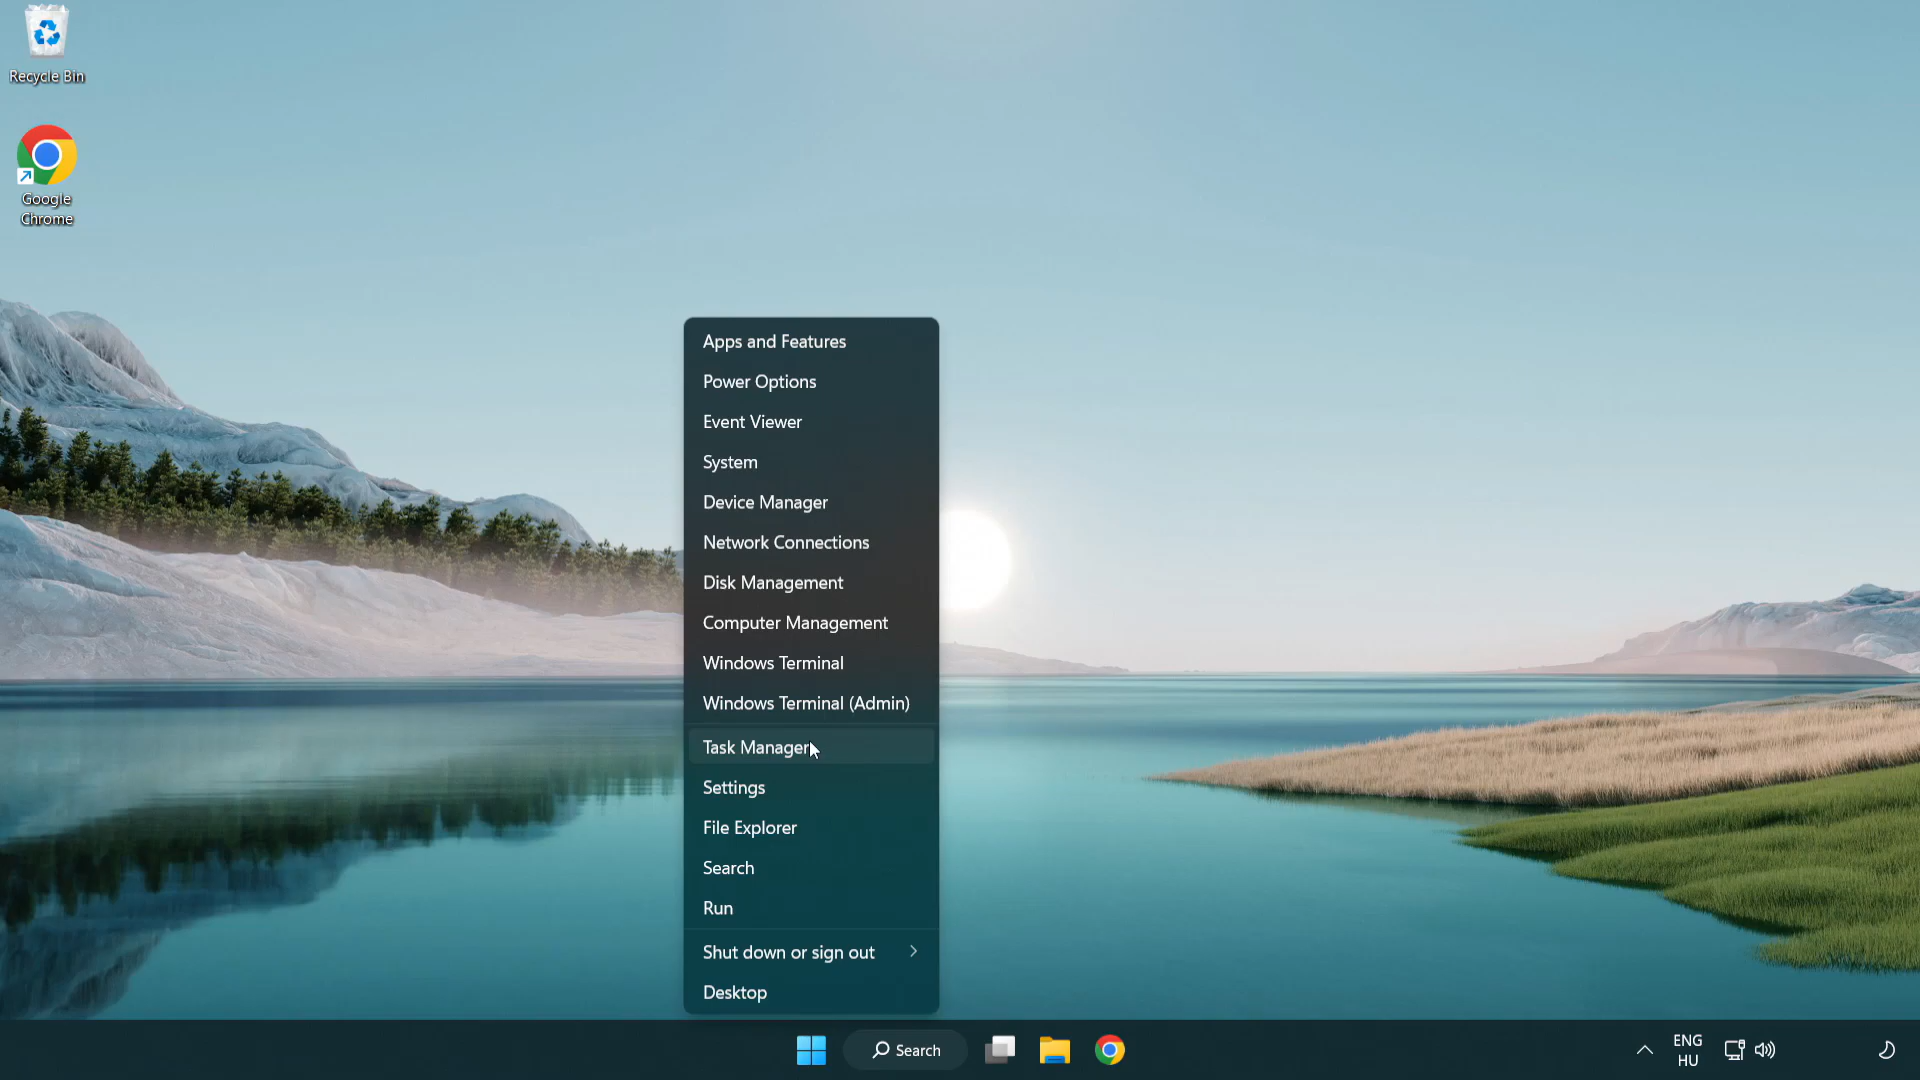 Recycle Bin
Google
Chrome
Apps and Features
Power Options
Event Viewer
System
Device Manager
Network Connections
Disk Management
Computer Management
Windows Terminal
Windows Terminal (Admin)
Task Manager
Settings
File Explorer
Search
Run
Shut down or sign out
Desktop
Search
ENG
HU